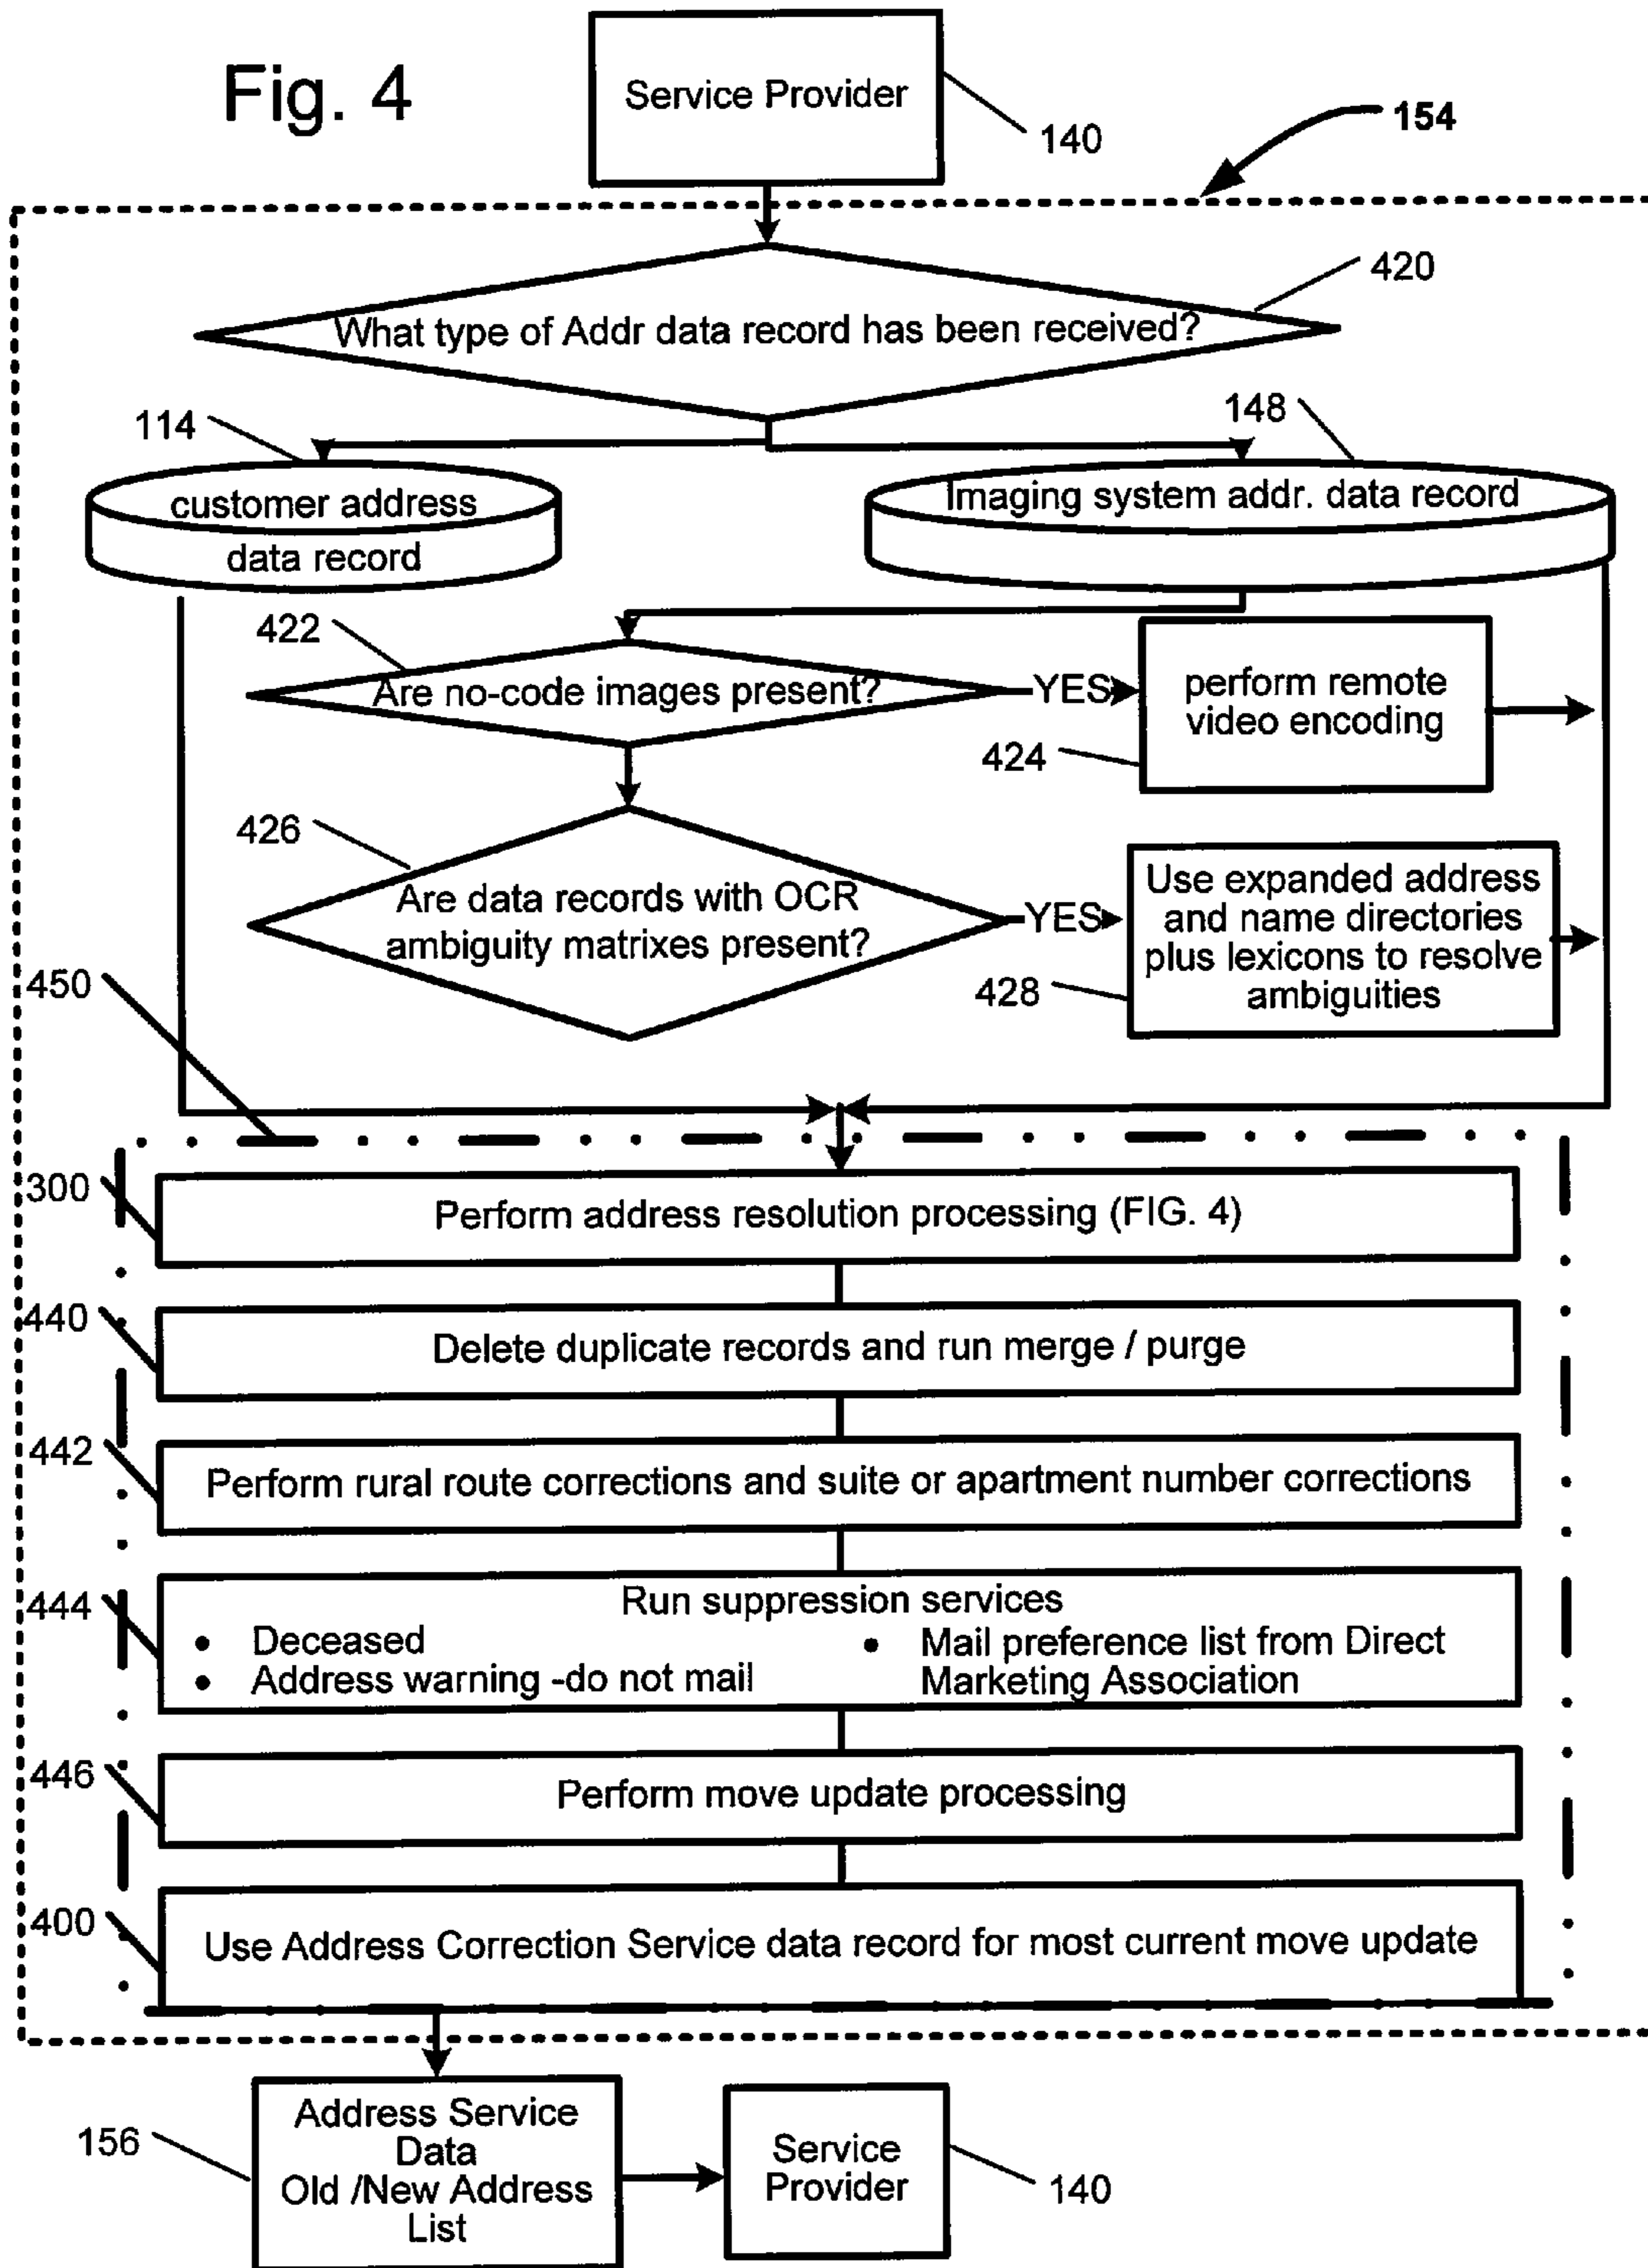 Fig. 4
Service Provider
140
154
420
What type of Addr data record has been received?
114
148
customer address
data record
Imaging system addr. data record
422
Are no-code images present?
YES
perform remote
video encoding
424
426
Are data records with OCR
ambiguity matrixes present?
YES
Use expanded address
and name directories
plus lexicons to resolve
ambiguities
428
450
300
Perform address resolution processing (FIG. 4)
440
Delete duplicate records and run merge / purge
442
Perform rural route corrections and suite or apartment number corrections
444
Run suppression services
• Deceased
• Address warning -do not mail
• Mail preference list from Direct
Marketing Association
446
Perform move update processing
400
Use Address Correction Service data record for most current move update
156
Address Service
Data
Old /New Address
List
Service
Provider
140